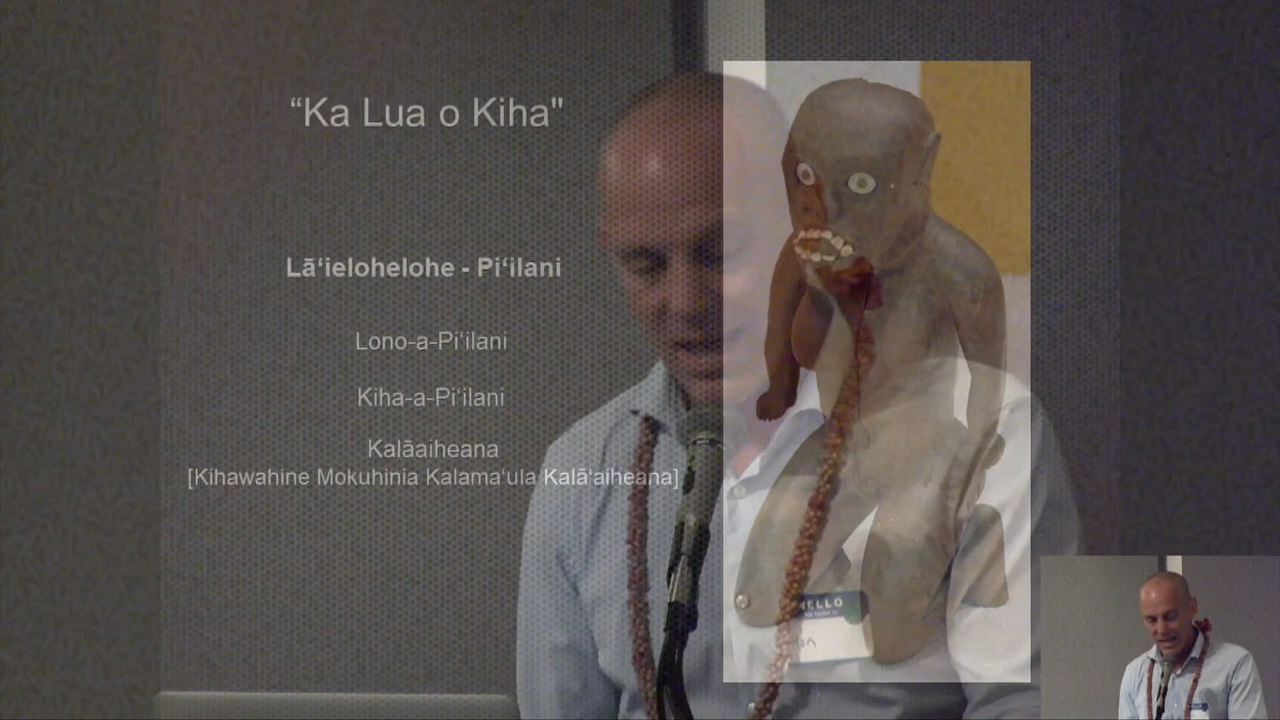 “Ka Lua o Kiha"
Lāʻielohelohe - Piʻilani
Lono-a-Piʻilani
Kiha-a-Piʻilani
Kalāaiheana
[Kihawahine Mokuhinia Kalamaʻula Kalāʻaiheana]
HELLO